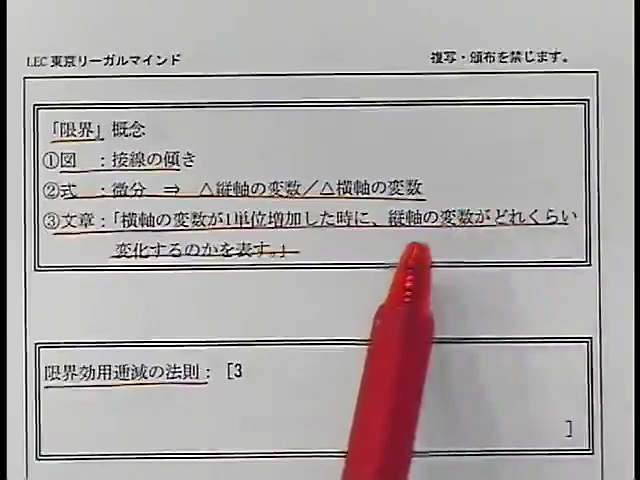 LEC東京リーガルマインド
複写・頒布を禁じます。
「限界」概念
①図 :接線の傾き
②式 :微分 ⇒ △縦軸の変数/△横軸の変数
③文章:「横軸の変数が1単位増加した時に、縦軸の変数がどれくらい
変化するのかを表す。」
限界効用逓減の法則:[3
]